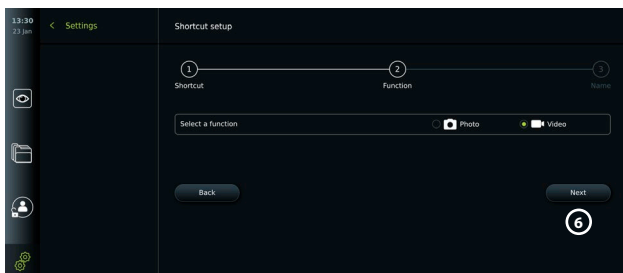 13:30
23 Jan
Settings
Shortcut setup
1
2
3
Shortcut
Function
Name
Select a function
Photo
Video
Back
Next
6